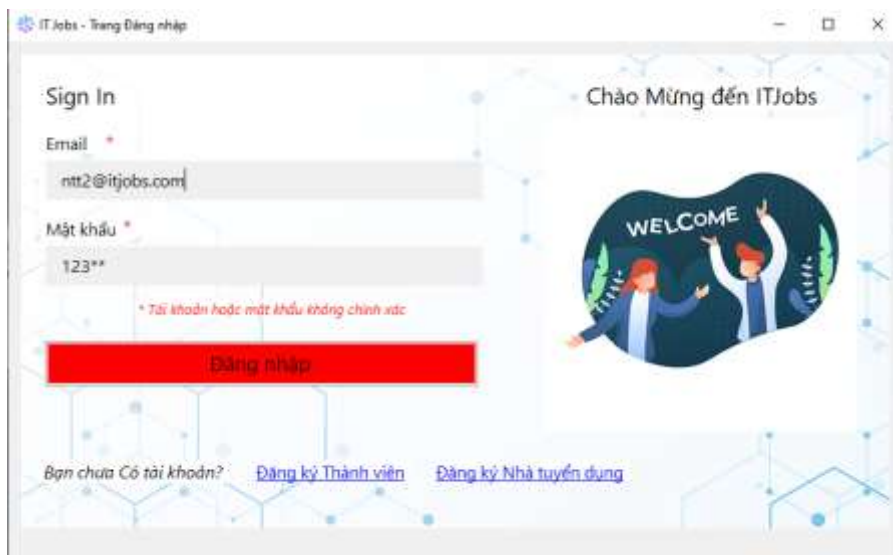 IT Jobs - Trang Đăng nhập
Sign In
Chào Mừng đến ITJobs
Email *
ntt2@itjobs.com
Mật khẩu *
123**
WELCOME
* Tài khoản hoặc mật khẩu không chính xác
Đăng nhập
Bạn chưa Có tài khoản? Đăng ký Thành viên Đăng ký Nhà tuyển dụng